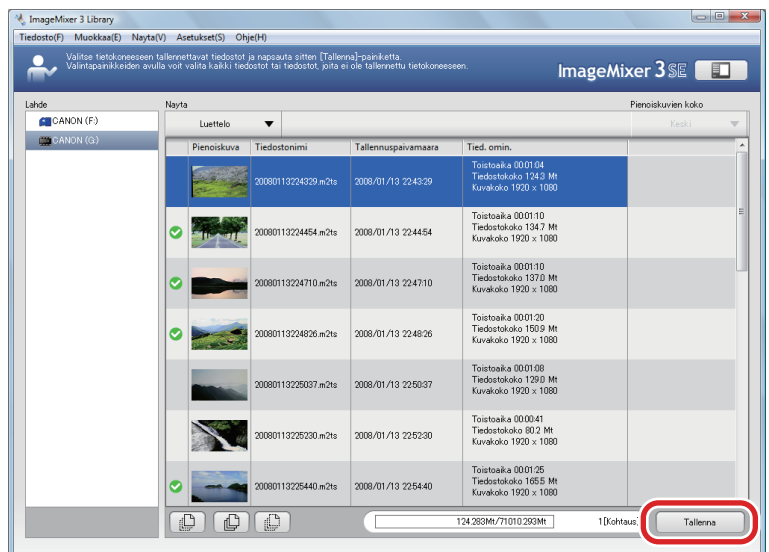 ImageMixer 3 Library
Tiedosto(F) Muokkaa(E) Nayta(V) Asetukset(S) Ohje(H)
Valitse tietokoneeseen tallennettavat tiedostot ja napsauta sitten [Tallenna]-painiketta.
Valintapainikkeiden avulla voit valita kaikki tiedostot tai tiedostot, joita ei ole tallennettu tietokoneeseen.
ImageMixer 3 SE
Lahde Nayta Pienoiskuvien koko
CANON (F:)
CANON (G:)
Luettelo Keski
Pienoiskuva Tiedostonimi Tallennuspaivamaara Tied. omin.
20080113224329.m2ts 2008/01/13 22:43:29
Toistoaika 00:01:04
Tiedostokoko 124.3 Mt
Kuvakoko 1920 x 1080
20080113224454.m2ts 2008/01/13 22:44:54
Toistoaika 00:01:10
Tiedostokoko 134.7 Mt
Kuvakoko 1920 x 1080
20080113224710.m2ts 2008/01/13 22:47:10
Toistoaika 00:01:10
Tiedostokoko 137.0 Mt
Kuvakoko 1920 x 1080
20080113224826.m2ts 2008/01/13 22:48:26
Toistoaika 00:01:20
Tiedostokoko 150.9 Mt
Kuvakoko 1920 x 1080
20080113225037.m2ts 2008/01/13 22:50:37
Toistoaika 00:01:08
Tiedostokoko 129.0 Mt
Kuvakoko 1920 x 1080
20080113225230.m2ts 2008/01/13 22:52:30
Toistoaika 00:00:41
Tiedostokoko 80.2 Mt
Kuvakoko 1920 x 1080
20080113225440.m2ts 2008/01/13 22:54:40
Toistoaika 00:01:25
Tiedostokoko 165.5 Mt
Kuvakoko 1920 x 1080
124.283Mt/71010.293Mt 1[Kohtaus] Tallenna